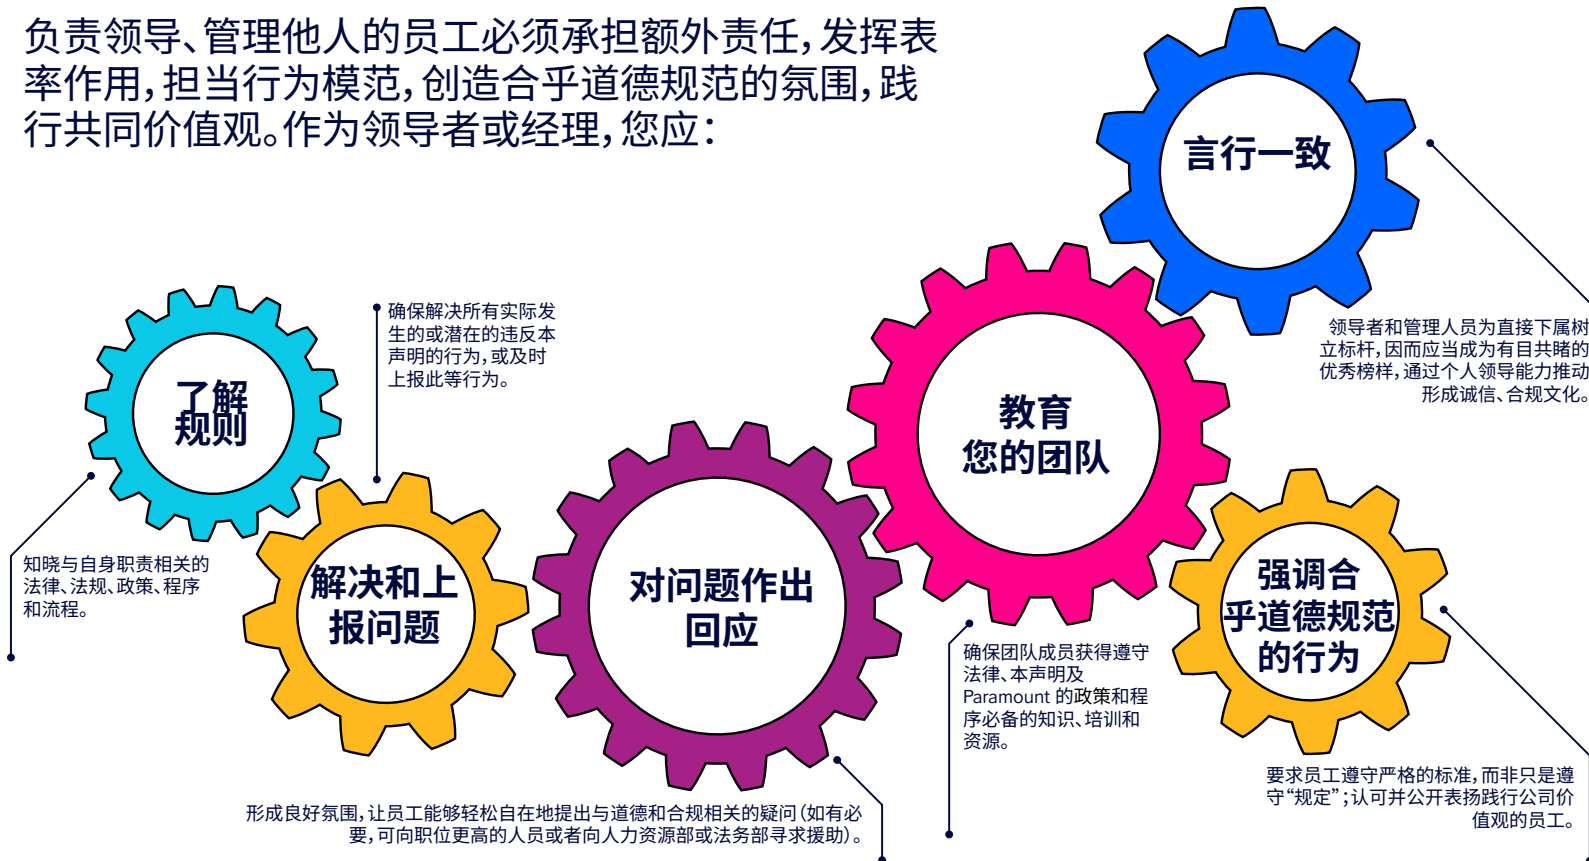 负责领导、管理他人的员工必须承担额外责任，发挥表
率作用，担当行为模范，创造合乎道德规范的氛围，践
行共同价值观。作为领导者或经理，您应：
了解
规则
知晓与自身职责相关的
法律、法规、政策、程序
和流程。
确保解决所有实际发
生的或潜在的违反本
声明的行为，或及时
上报此等行为。
解决和上
报问题
对问题作出
回应
形成良好氛围，让员工能够轻松自在地提出与道德和合规相关的疑问（如有必
要，可向职位更高的人员或者向人力资源部或法务部寻求援助）。
教育
您的团队
确保团队成员获得遵守
法律、本声明及
Paramount 的政策和程
序必备的知识、培训和
资源。
言行一致
领导者和管理人员为直接下属树
立标杆，因而应当成为有目共睹的
优秀榜样，通过个人领导能力推动
形成诚信、合规文化。
强调合
乎道德规范
的行为
要求员工遵守严格的标准，而非只是遵
守“规定”；认可并公开表扬践行公司价
值观的员工。